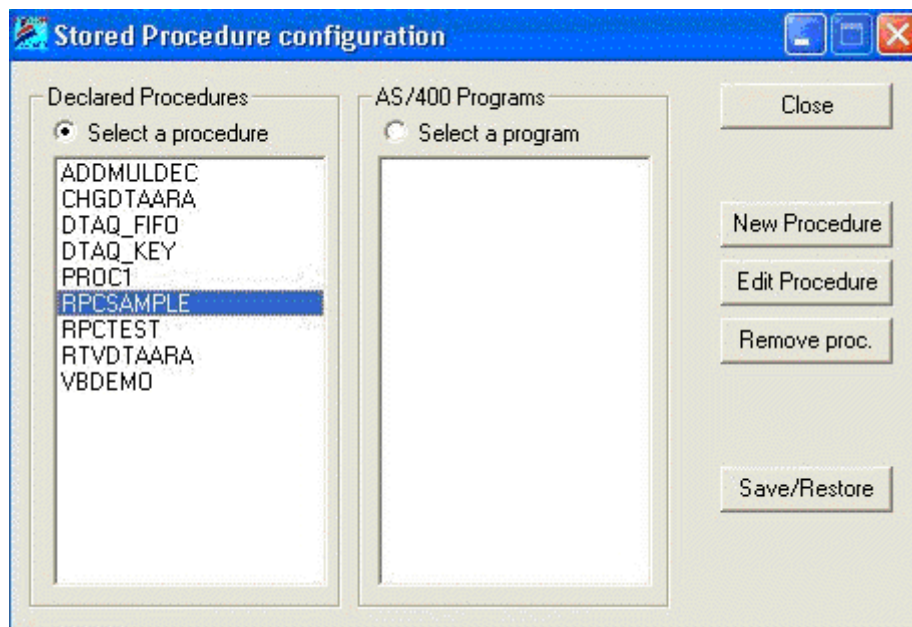 Stored Procedure configuration
Declared Procedures
Select a procedure
ADDMULDEC
CHGDTAARA
DTAQ_FIFO
DTAQ_KEY
PROC1
RPCSAMPLE
RPCTEST
RTVDTAARA
VBDEMO
AS/400 Programs
Select a program
Close
New Procedure
Edit Procedure
Remove proc.
Save/Restore